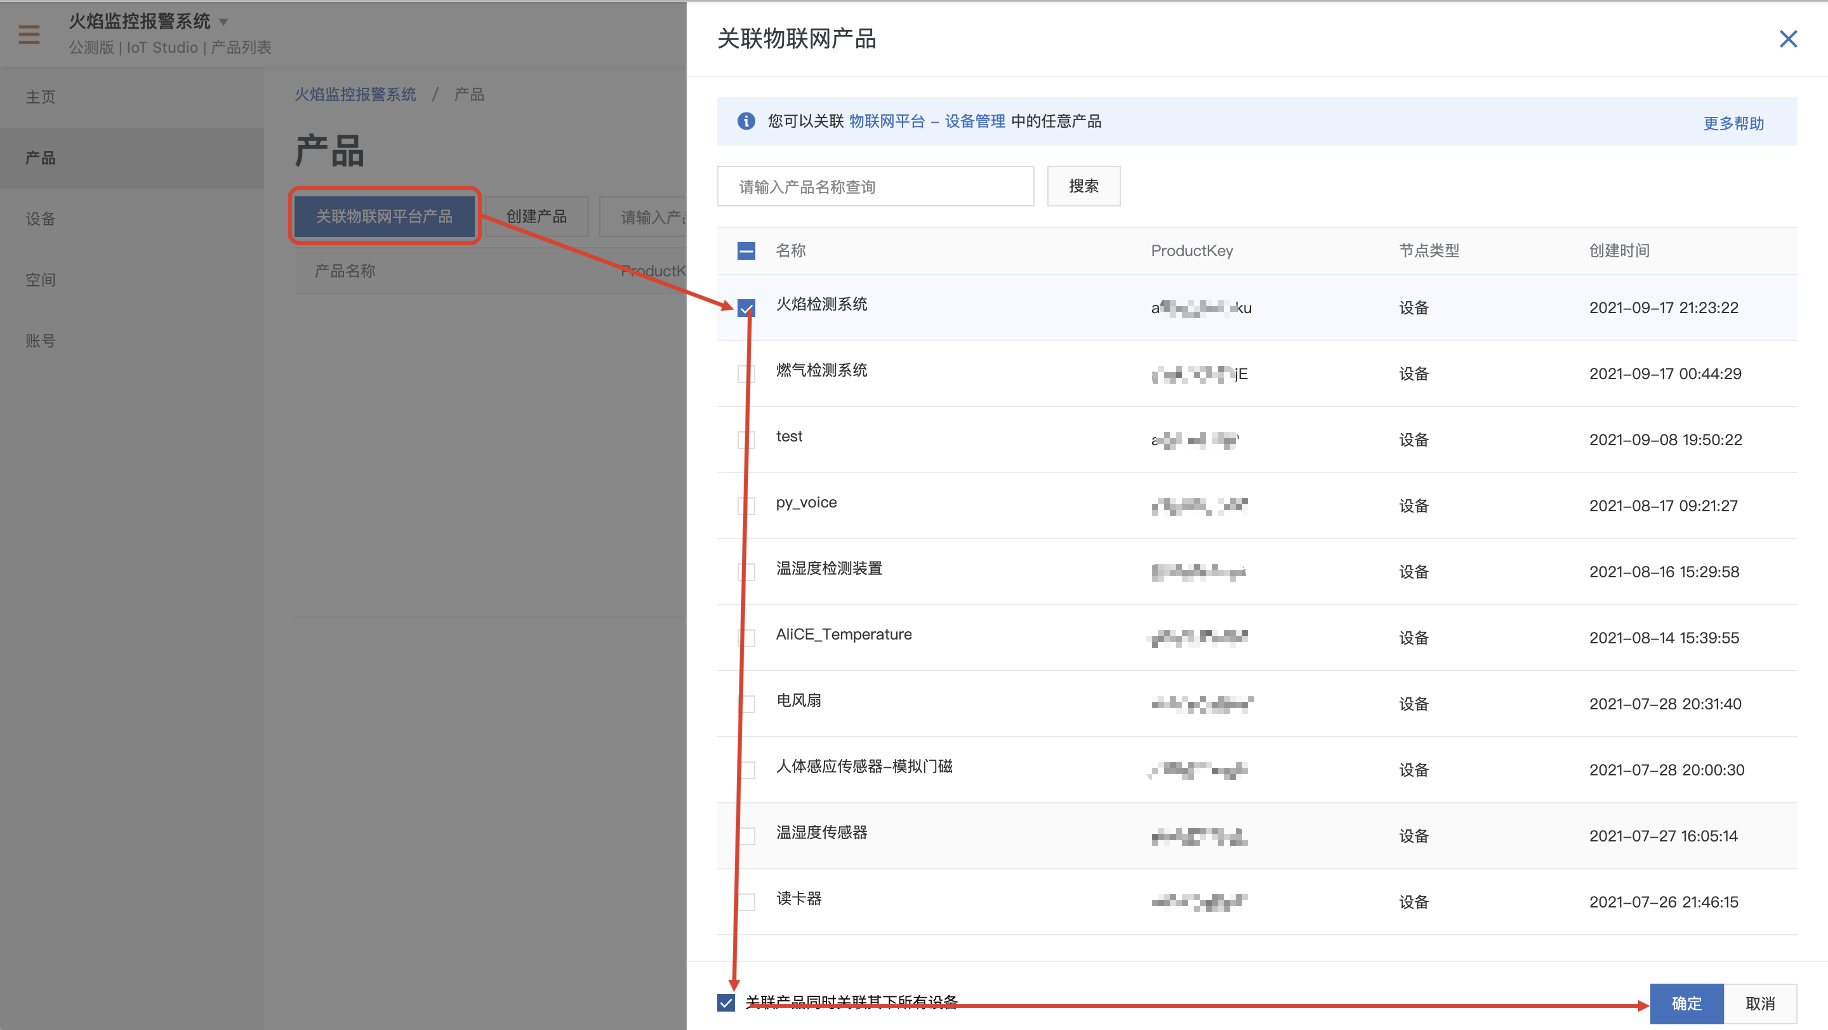 火焰监控报警系统
公测版 | IoT Studio | 产品列表
主页
产品
设备
空间
账号
火焰监控报警系统 / 产品
产品
关联物联网平台产品
创建产品
请输入产品
产品名称
ProductK
关联物联网产品
您可以关联 物联网平台 – 设备管理 中的任意产品
更多帮助
请输入产品名称查询
搜索
名称 ProductKey 节点类型 创建时间
火焰检测系统 a ku 设备 2021–09–17 21:23:22
燃气检测系统 jE 设备 2021–09–17 00:44:29
test a 设备 2021–09–08 19:50:22
py_voice 设备 2021–08–17 09:21:27
温湿度检测装置 设备 2021–08–16 15:29:58
AliCE_Temperature 设备 2021–08–14 15:39:55
电风扇 设备 2021–07–28 20:31:40
人体感应传感器–模拟门磁 设备 2021–07–28 20:00:30
温湿度传感器 设备 2021–07–27 16:05:14
读卡器 设备 2021–07–26 21:46:15
关联产品同时关联其下所有设备
确定
取消